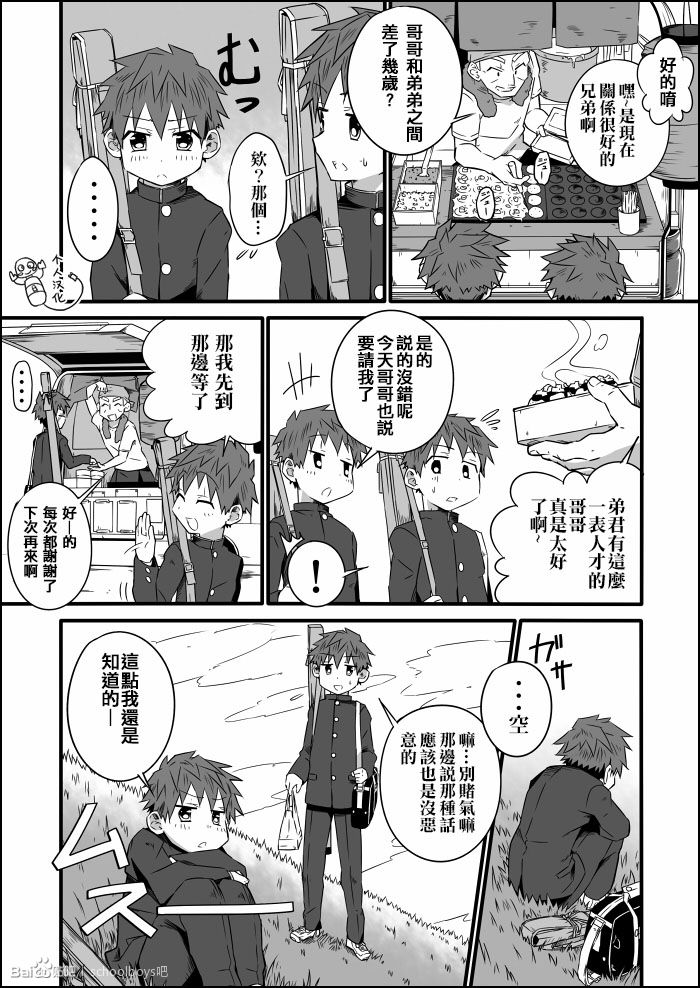 好的唷
嘿~是現在
關係很好的
兄弟啊
哥哥和弟弟之間
差了幾歲？
欸？那個…
むっ
・・・・・
个人汉化
弟君有這麼
一表人才的
哥哥
真是太好
了啊~
是的
說的沒錯呢
今天哥哥也說
要請我了
！
那我先到
那邊等了
・・・・
好—的
每次都謝謝了
下次再來啊
ガサ
・・・空
嘛…別賭氣嘛
那邊說那種話
應該也是沒惡
意的
這點我還是
知道的—
ムスー
Bai 贴吧 | schoolboys吧